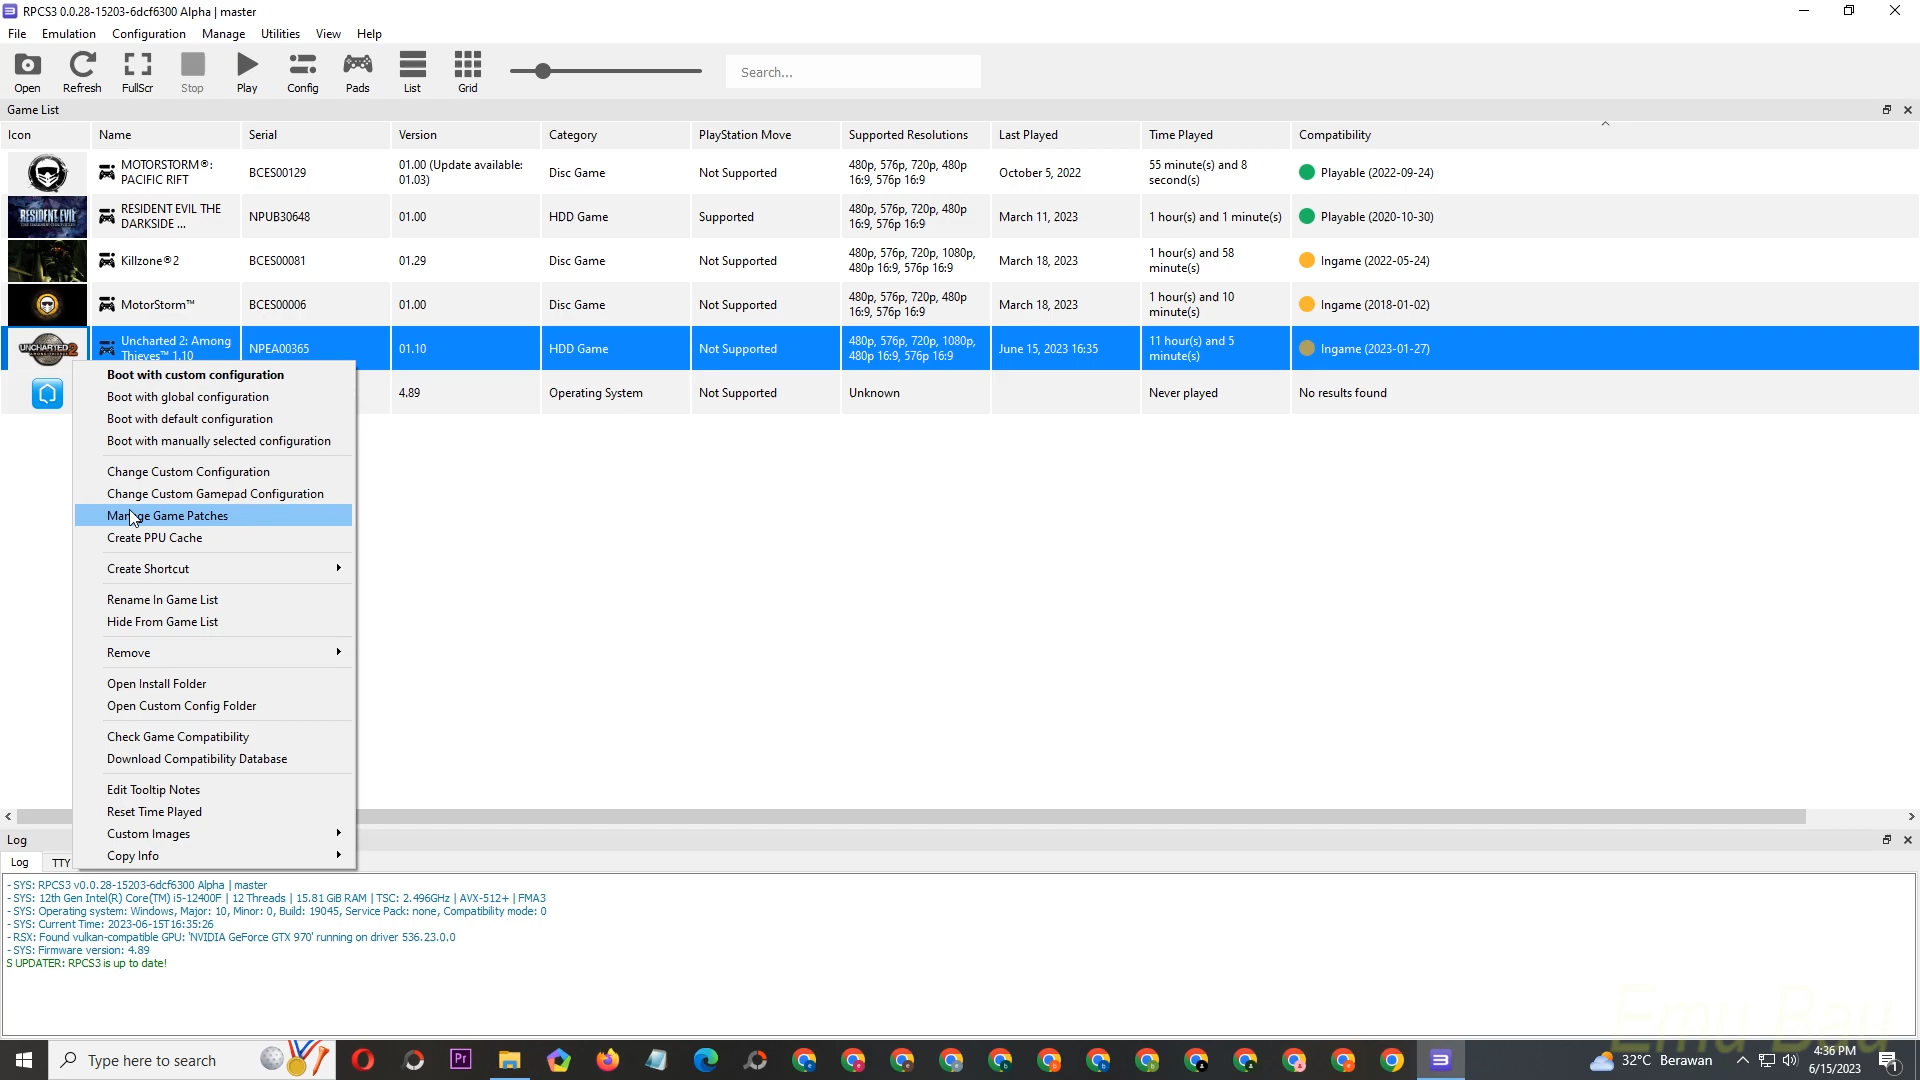 RPCS3 0.0.28-15203-6dcf6300 Alpha | master
File Emulation Configuration Manage Utilities View Help
Open Refresh FullScr Stop Play Config Pads List Grid Search...
Game List
Icon Name Serial Version Category PlayStation Move Supported Resolutions Last Played Time Played Compatibility
MOTORSTORM®: PACIFIC RIFT BCES00129 01.00 (Update available: 01.03) Disc Game Not Supported 480p, 576p, 720p, 480p 16:9, 576p 16:9 October 5, 2022 55 minute(s) and 8 second(s) Playable (2022-09-24)
RESIDENT EVIL RESIDENT EVIL THE DARKSIDE ... NPUB30648 01.00 HDD Game Supported 480p, 576p, 720p, 480p 16:9, 576p 16:9 March 11, 2023 1 hour(s) and 1 minute(s) Playable (2020-10-30)
Killzone®2 BCES00081 01.29 Disc Game Not Supported 480p, 576p, 720p, 1080p, 480p 16:9, 576p 16:9 March 18, 2023 1 hour(s) and 58 minute(s) Ingame (2022-05-24)
MotorStorm™ BCES00006 01.00 Disc Game Not Supported 480p, 576p, 720p, 480p 16:9, 576p 16:9 March 18, 2023 1 hour(s) and 10 minute(s) Ingame (2018-01-02)
UNCHARTED 2 Uncharted 2: Among Thieves™ 1.10 NPEA00365 01.10 HDD Game Not Supported 480p, 576p, 720p, 1080p, 480p 16:9, 576p 16:9 June 15, 2023 16:35 11 hour(s) and 5 minute(s) Ingame (2023-01-27)
4.89 Operating System Not Supported Unknown Never played No results found
Boot with custom configuration
Boot with global configuration
Boot with default configuration
Boot with manually selected configuration
Change Custom Configuration
Change Custom Gamepad Configuration
Manage Game Patches
Create PPU Cache
Create Shortcut
Rename In Game List
Hide From Game List
Remove
Open Install Folder
Open Custom Config Folder
Check Game Compatibility
Download Compatibility Database
Edit Tooltip Notes
Reset Time Played
Custom Images
Copy Info
Log
Log TTY
- SYS: RPCS3 v0.0.28-15203-6dcf6300 Alpha | master
- SYS: 12th Gen Intel(R) Core(TM) i5-12400F | 12 Threads | 15.81 GiB RAM | TSC: 2.496GHz | AVX-512+ | FMA3
- SYS: Operating system: Windows, Major: 10, Minor: 0, Build: 19045, Service Pack: none, Compatibility mode: 0
- SYS: Current Time: 2023-06-15T16:35:26
- RSX: Found vulkan-compatible GPU: 'NVIDIA GeForce GTX 970' running on driver 536.23.0.0
- SYS: Firmware version: 4.89
S UPDATER: RPCS3 is up to date!
Emu Bau
Type here to search Pr 32°C Berawan 4:36 PM
6/15/2023 1